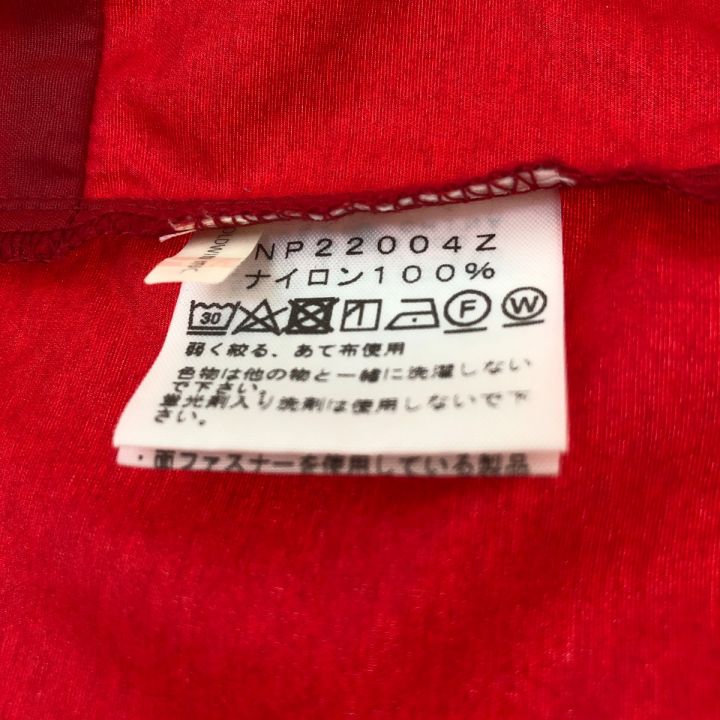 NP22004Z
ナイロン100%
30 F W
弱く絞る、あて布使用
色物は他の物と一緒に洗濯しない
で下さい。
蛍光剤入り洗剤は使用しないで下
さい。
・面ファスナーを使用している製品